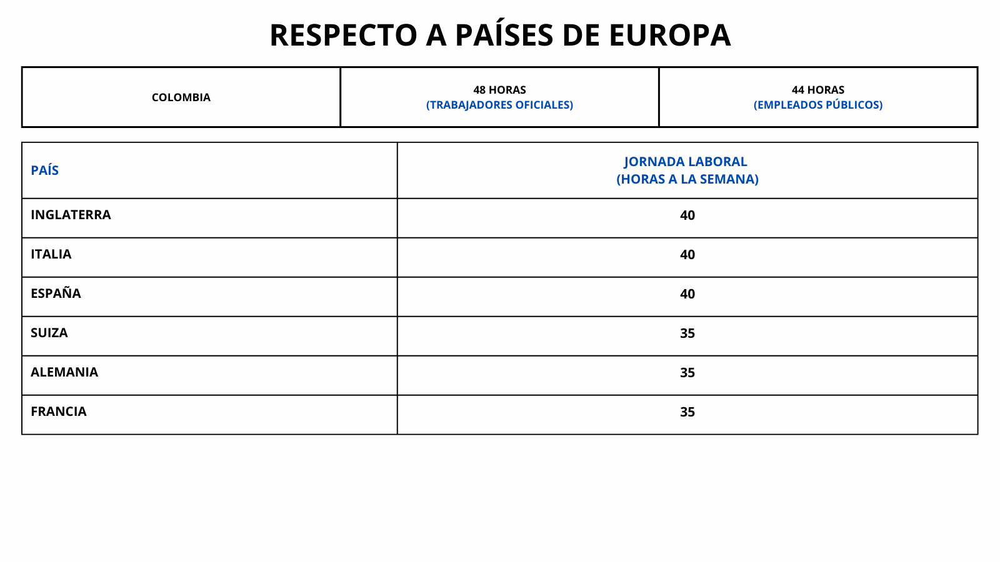 RESPECTO A PAÍSES DE EUROPA
COLOMBIA
48 HORAS
(TRABAJADORES OFICIALES)
44 HORAS
(EMPLEADOS PÚBLICOS)
PAÍS
JORNADA LABORAL
(HORAS A LA SEMANA)
INGLATERRA
40
ITALIA
40
ESPAÑA
40
SUIZA
35
ALEMANIA
35
FRANCIA
35